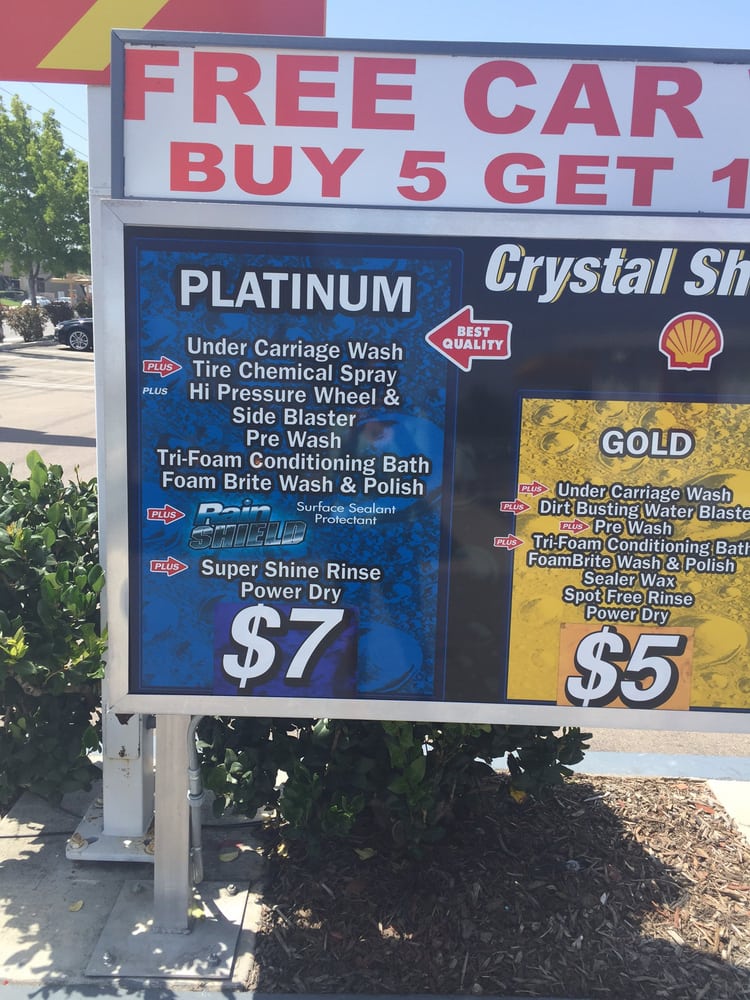 FREE CAR
BUY 5 GET 1
Crystal Sh
PLATINUM
BEST
QUALITY
Under Carriage Wash
PLUS Tire Chemical Spray
PLUS Hi Pressure Wheel &
Side Blaster
Pre Wash
Tri-Foam Conditioning Bath
Foam Brite Wash & Polish
PLUS Rain SHIELD Surface Sealant
Protectant
PLUS Super Shine Rinse
Power Dry
$7
GOLD
PLUS Under Carriage Wash
PLUS Dirt Busting Water Blaste
PLUS Pre Wash
PLUS Tri-Foam Conditioning Bath
FoamBrite Wash & Polish
Sealer Wax
Spot Free Rinse
Power Dry
$5